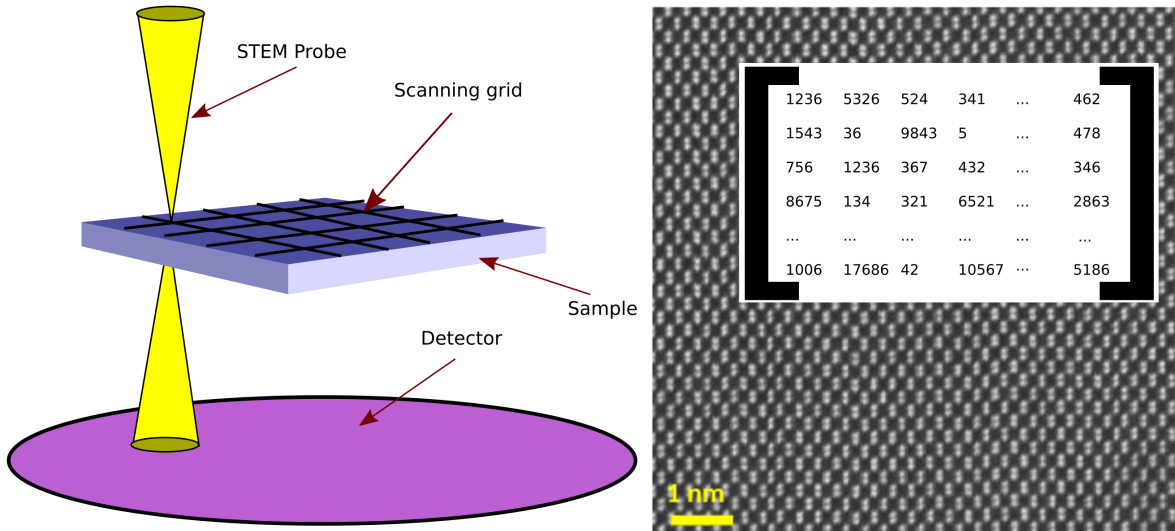 STEM Probe
Scanning grid
Sample
Detector
1236 5326 524 341 ... 462
1543 36 9843 5 ... 478
756 1236 367 432 ... 346
8675 134 321 6521 ... 2863
... ... ... ... ... ...
1006 17686 42 10567 ... 5186
1 nm